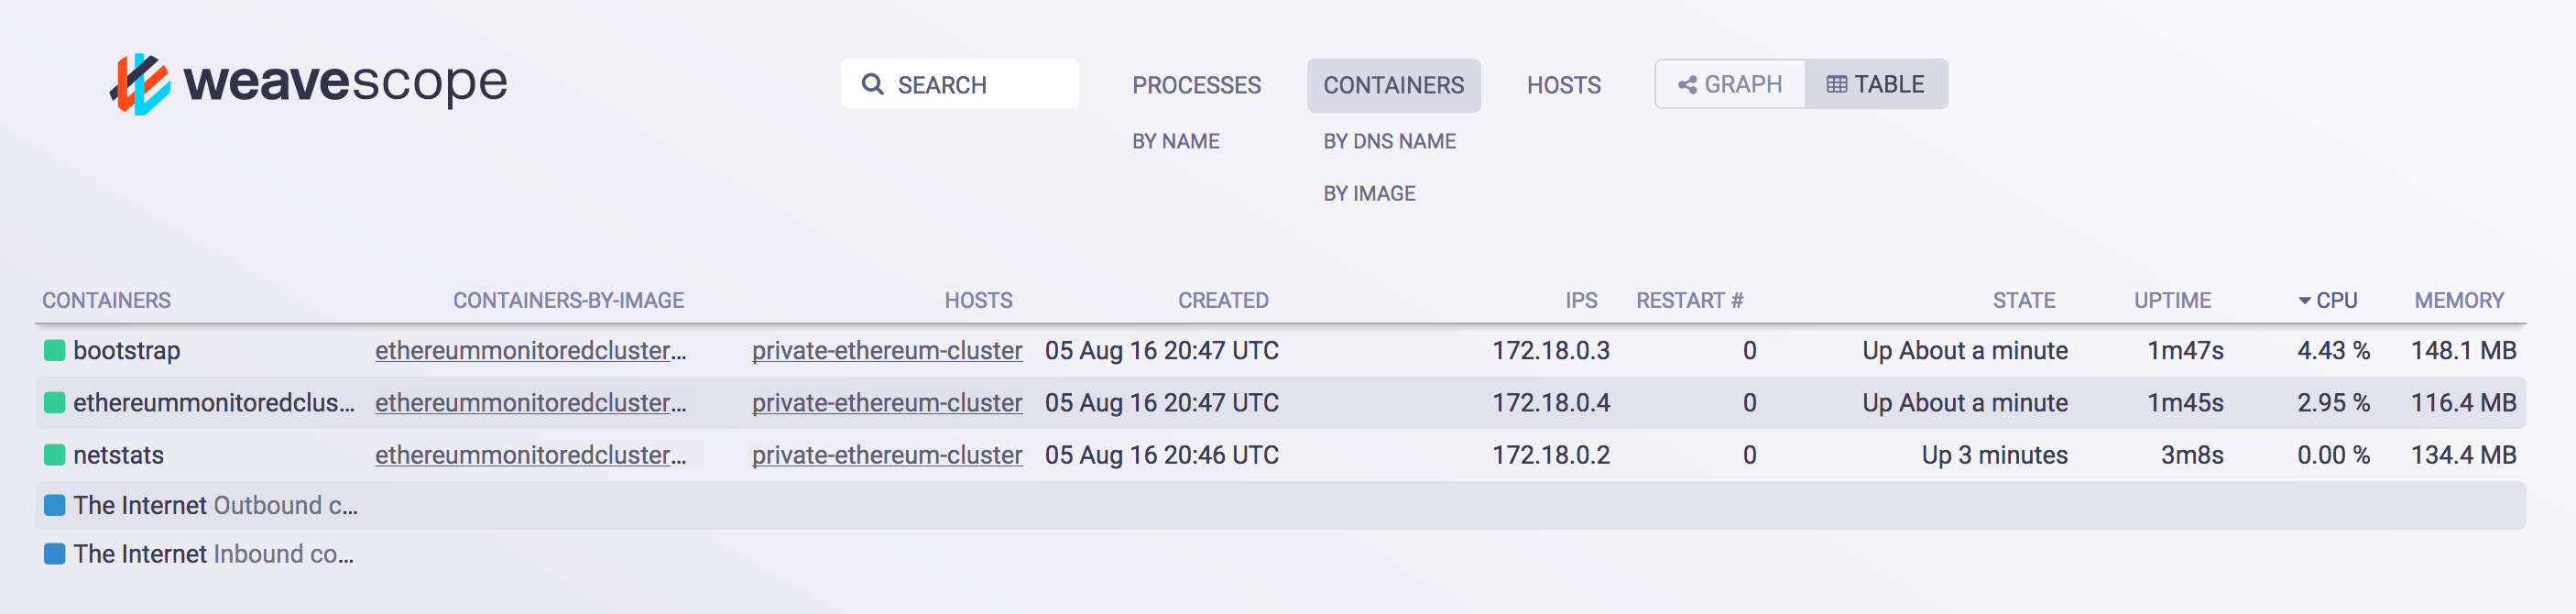 weavescope SEARCH PROCESSES CONTAINERS HOSTS GRAPH TABLE
BY NAME BY DNS NAME
BY IMAGE
CONTAINERS CONTAINERS-BY-IMAGE HOSTS CREATED IPS RESTART # STATE UPTIME CPU MEMORY
bootstrap ethereummonitoredcluster... private-ethereum-cluster 05 Aug 16 20:47 UTC 172.18.0.3 0 Up About a minute 1m47s 4.43 % 148.1 MB
ethereummonitoredclus... ethereummonitoredcluster... private-ethereum-cluster 05 Aug 16 20:47 UTC 172.18.0.4 0 Up About a minute 1m45s 2.95 % 116.4 MB
netstats ethereummonitoredcluster... private-ethereum-cluster 05 Aug 16 20:46 UTC 172.18.0.2 0 Up 3 minutes 3m8s 0.00 % 134.4 MB
The Internet Outbound c...
The Internet Inbound co...